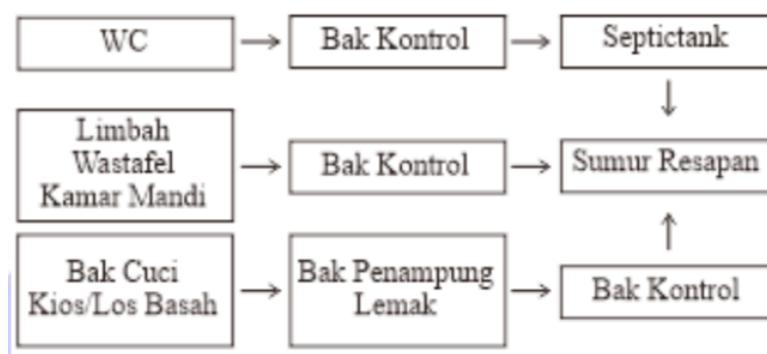 WC
Bak Kontrol
Septictank
Limbah
Wastafel
Kamar Mandi
Bak Kontrol
Sumur Resapan
Bak Cuci
Kios/Los Basah
Bak Penampung
Lemak
Bak Kontrol